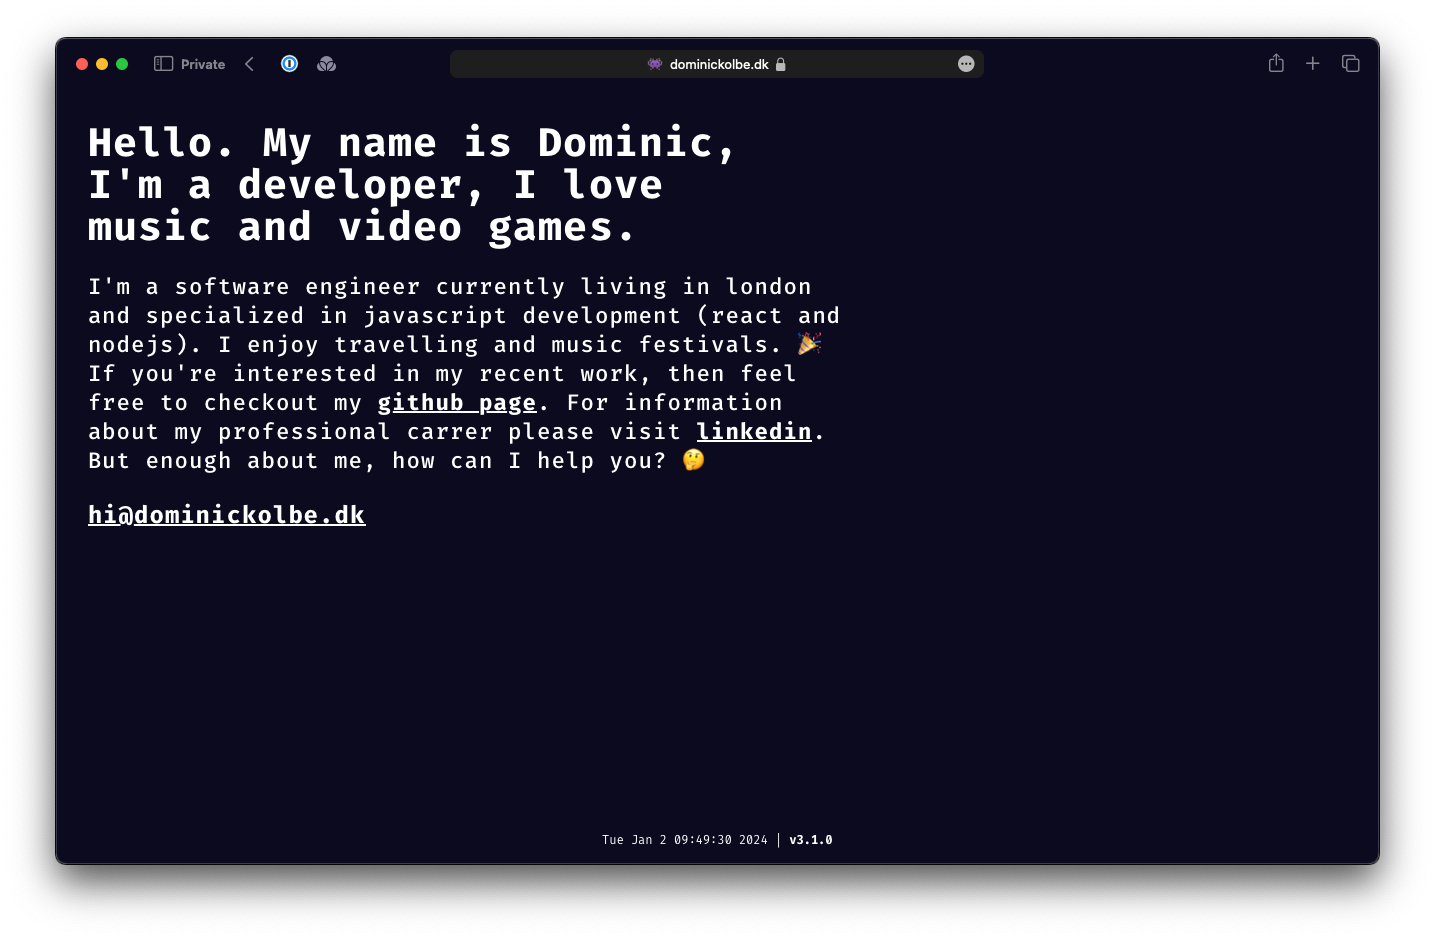 Private
dominickolbe.dk
Hello. My name is Dominic,
I'm a developer, I love
music and video games.
I'm a software engineer currently living in london
and specialized in javascript development (react and
nodejs). I enjoy travelling and music festivals. 🎉
If you're interested in my recent work, then feel
free to checkout my github page. For information
about my professional carrer please visit linkedin.
But enough about me, how can I help you? 🤔
hi@dominickolbe.dk
Tue Jan 2 09:49:30 2024 | v3.1.0